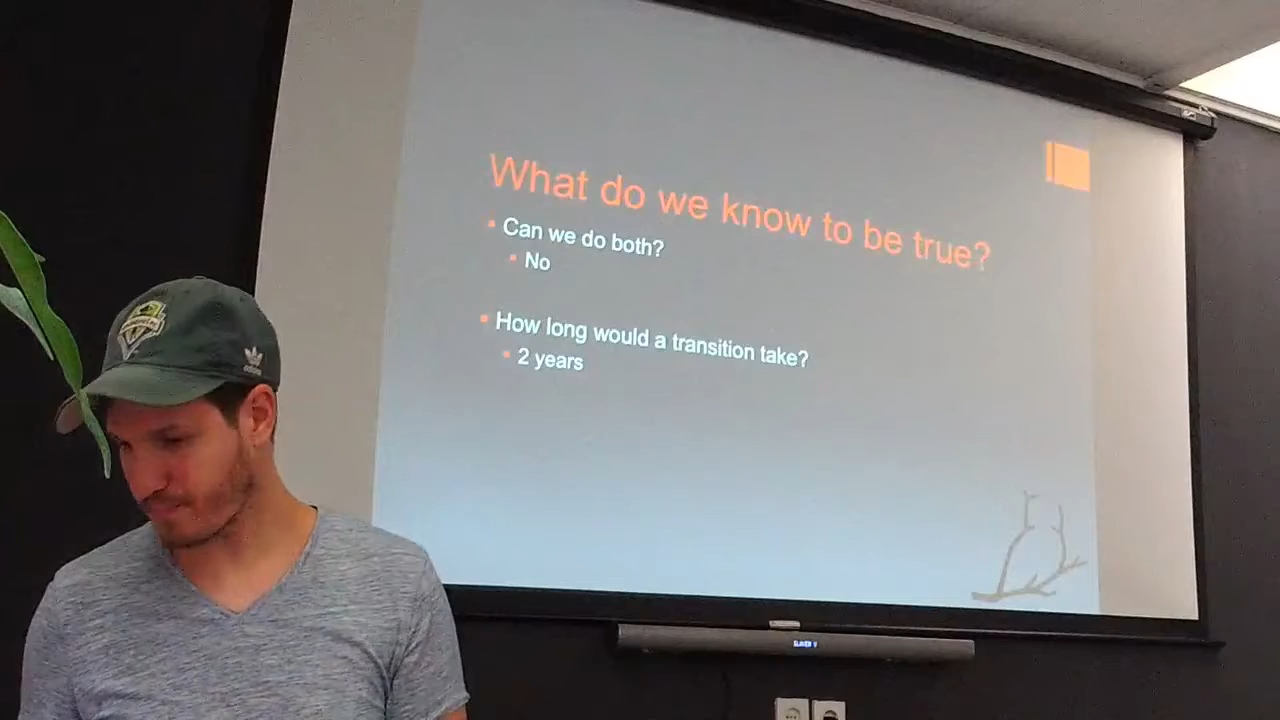 What do we know to be true?
Can we do both?
No
How long would a transition take?
2 years
adidas